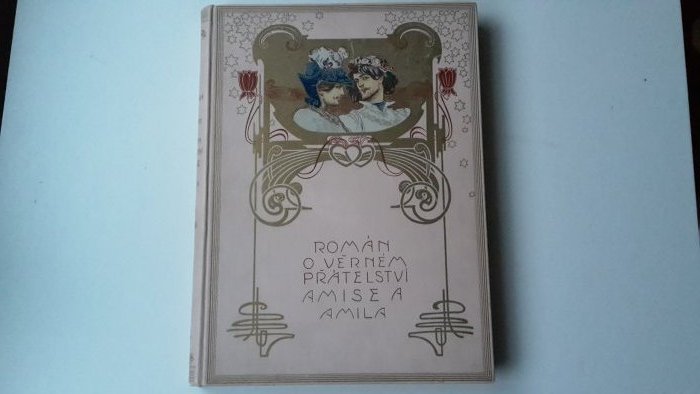 ROMÁN
O VĚRNÉM
PŘÁTELSTVÍ
AMISE A
AMILA